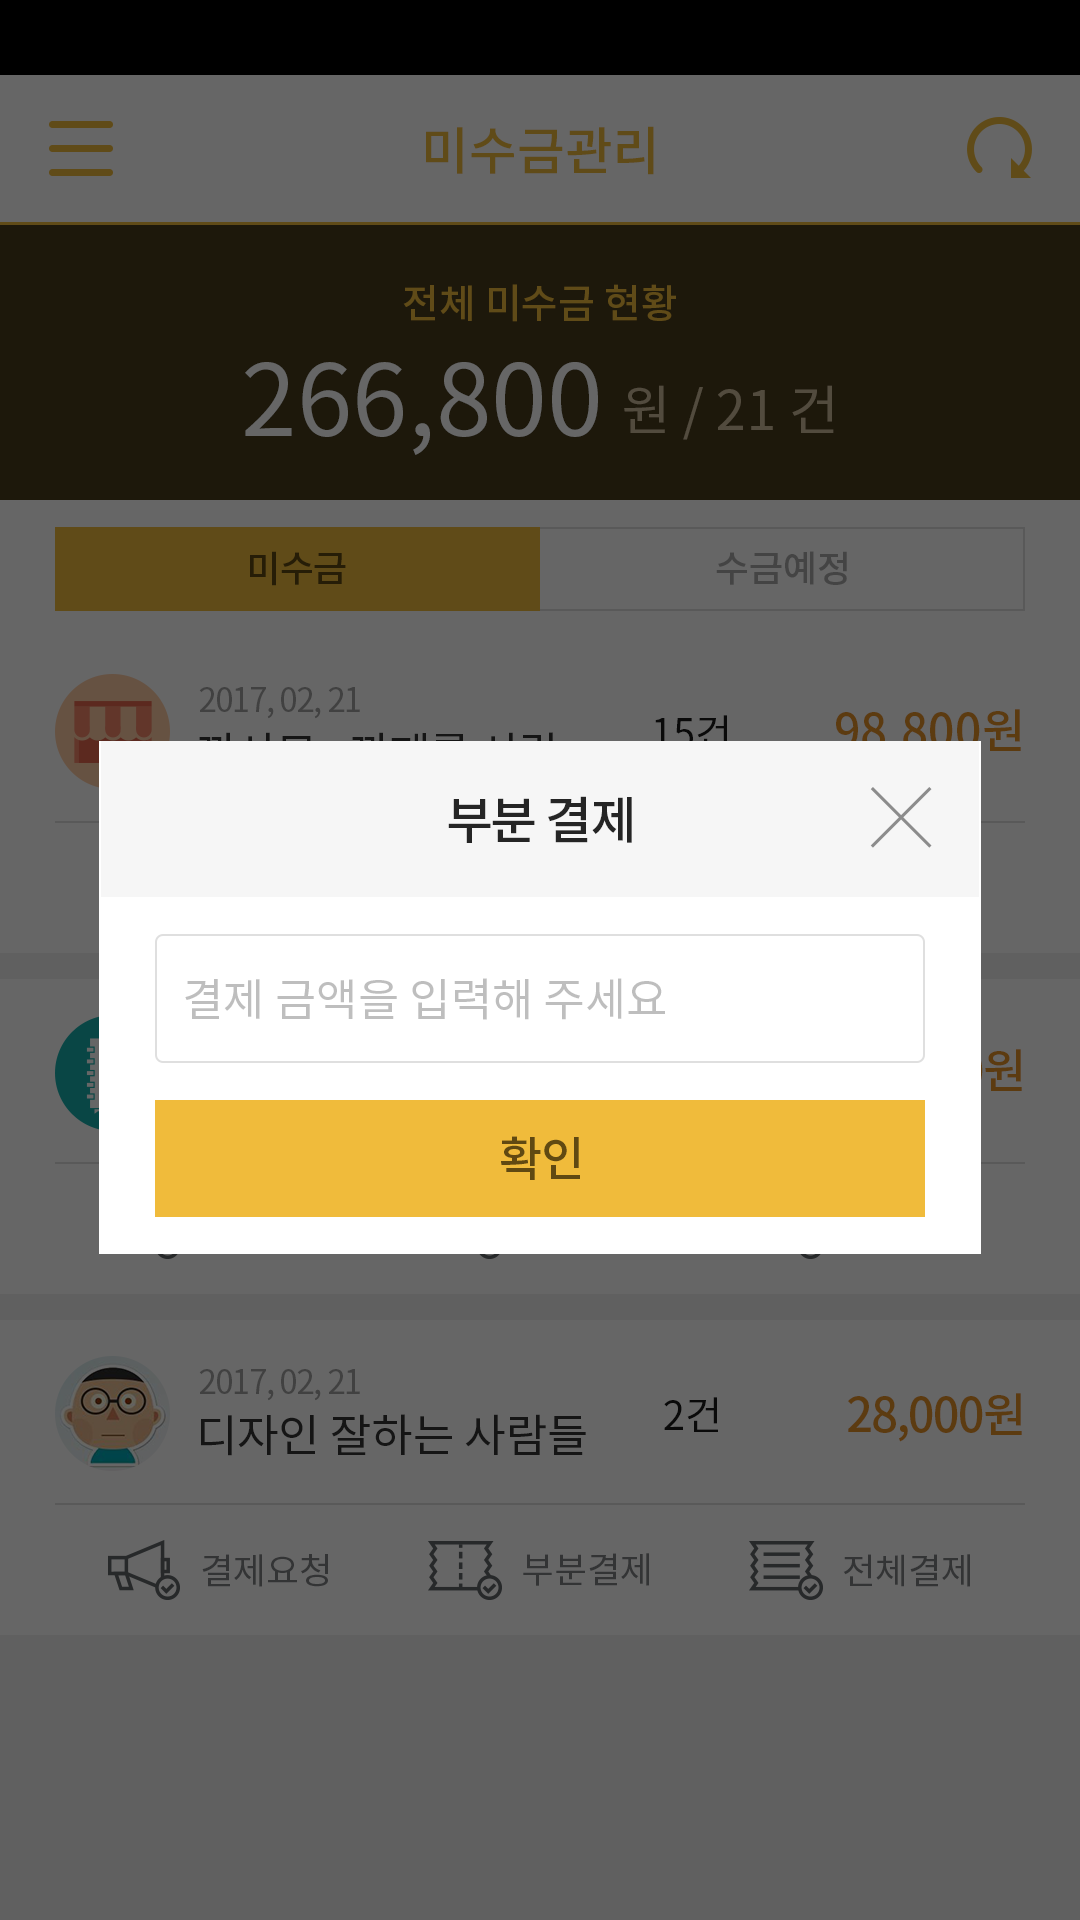 미수금관리
전체 미수금 현황
266,800 원 / 21 건
미수금
수금예정
2017, 02, 21
15건
98,800원
부분 결제
결제 금액을 입력해 주세요
원
확인
2017, 02, 21
디자인 잘하는 사람들
2건
28,000원
결제요청
부분결제
전체결제